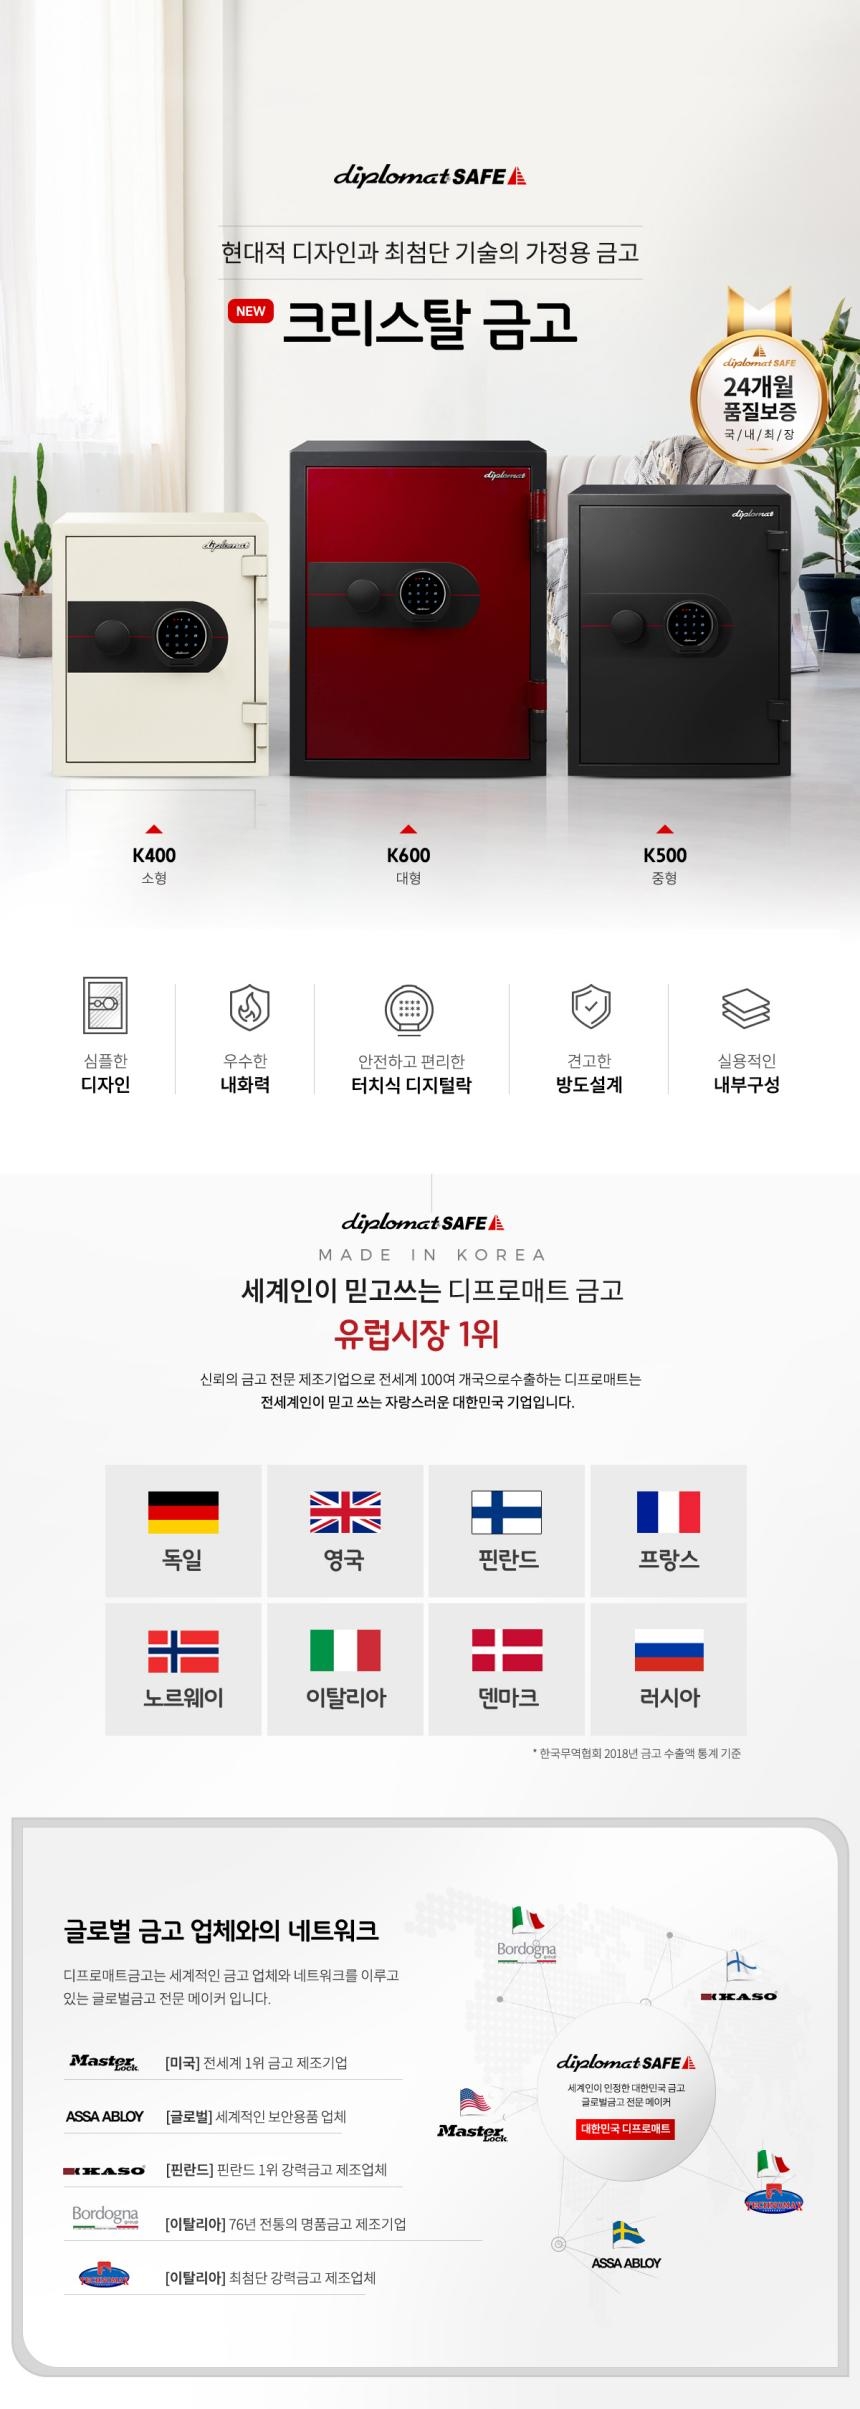 diplomat SAFE
현대적 디자인과 최첨단 기술의 가정용 금고
NEW 크리스탈 금고
diplomat SAFE
24개월
품질보증
국/내/최/장
diplomat
diplomat
diplomat
K400
소형
K600
대형
K500
중형
심플한
디자인
우수한
내화력
안전하고 편리한
터치식 디지털락
견고한
방도설계
실용적인
내부구성
diplomat SAFE
MADE IN KOREA
세계인이 믿고쓰는 디프로매트 금고
유럽시장 1위
신뢰의 금고 전문 제조기업으로 전세계 100여 개국으로수출하는 디프로매트는
전세계인이 믿고 쓰는 자랑스러운 대한민국 기업입니다.
독일
영국
핀란드
프랑스
노르웨이
이탈리아
덴마크
러시아
* 한국무역협회 2018년 금고 수출액 통계 기준
글로벌 금고 업체와의 네트워크
디프로매트금고는 세계적인 금고 업체와 네트워크를 이루고
있는 글로벌금고 전문 메이커 입니다.
Master Lock [미국] 전세계 1위 금고 제조기업
ASSA ABLOY [글로벌] 세계적인 보안용품 업체
KASO [핀란드] 핀란드 1위 강력금고 제조업체
Bordogna [이탈리아] 76년 전통의 명품금고 제조기업
TECHNOMAX [이탈리아] 최첨단 강력금고 제조업체
Bordogna
KASO
diplomat SAFE
세계인이 인정한 대한민국 금고
글로벌금고 전문 메이커
대한민국 디프로매트
Master Lock
TECHNOMAX
ASSA ABLOY